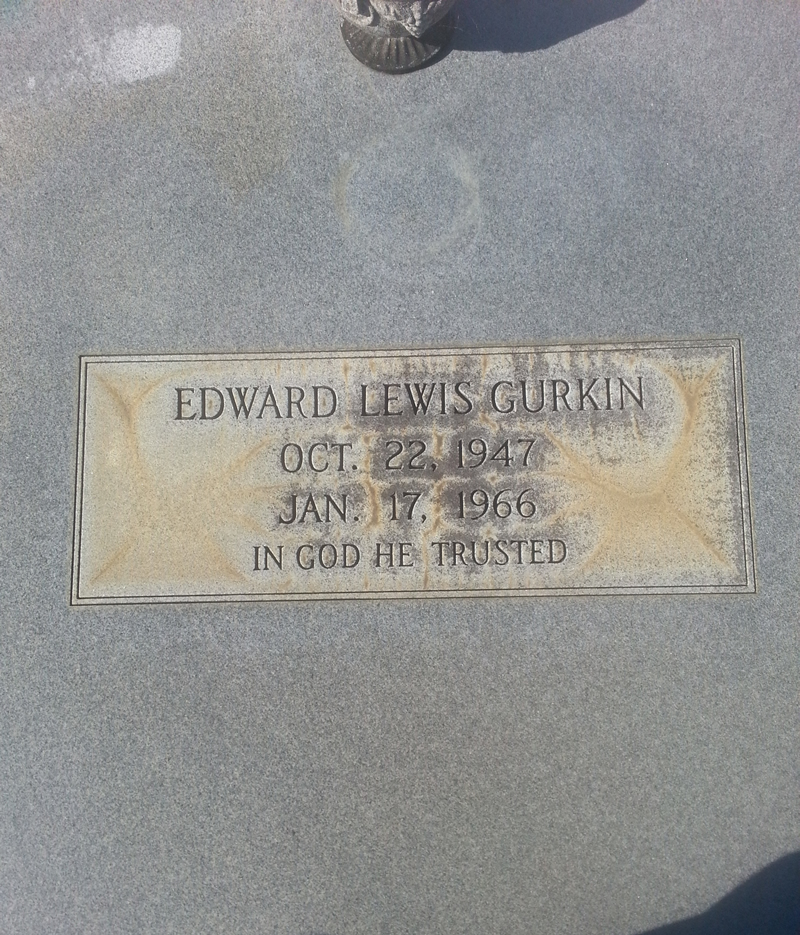 EDWARD LEWIS GURKIN
OCT. 22, 1947
JAN. 17, 1966
IN GOD HE TRUSTED